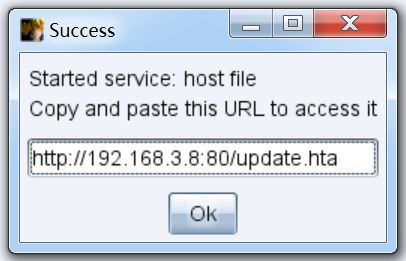 Success
Started service: host file
Copy and paste this URL to access it
http://192.168.3.8:80/update.hta
Ok